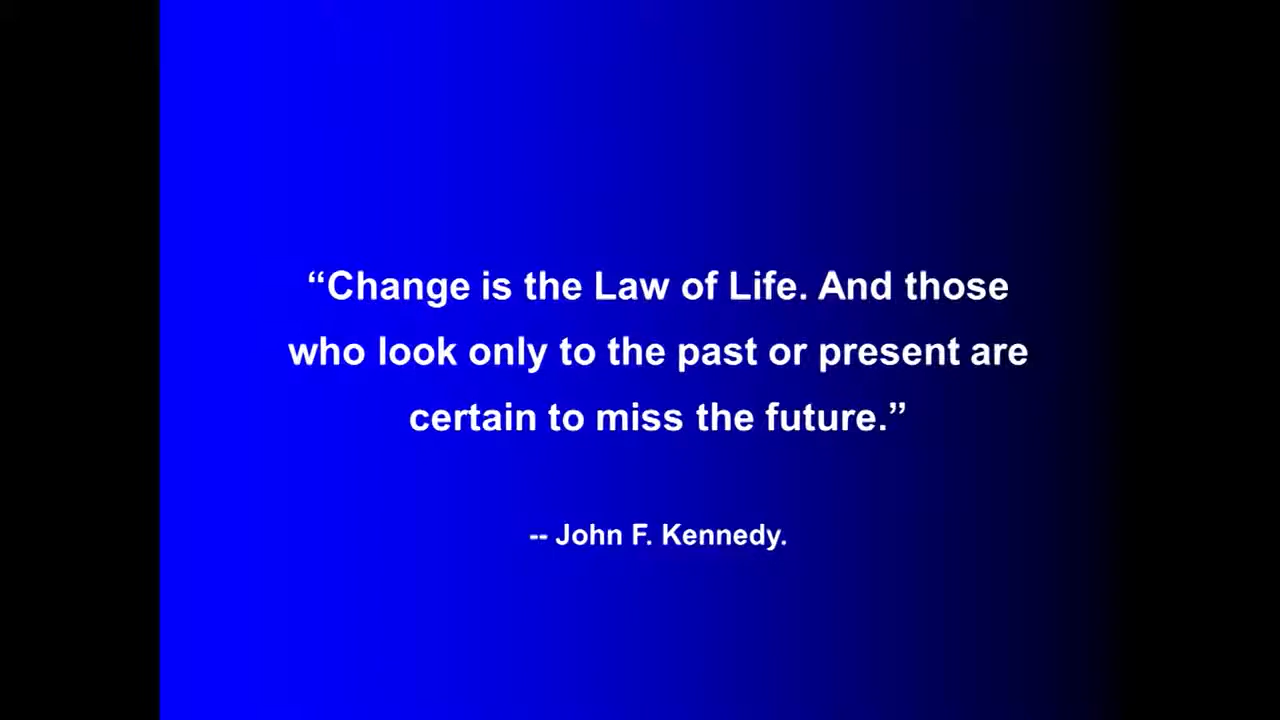 “Change is the Law of Life. And those
who look only to the past or present are
certain to miss the future.”
-- John F. Kennedy.